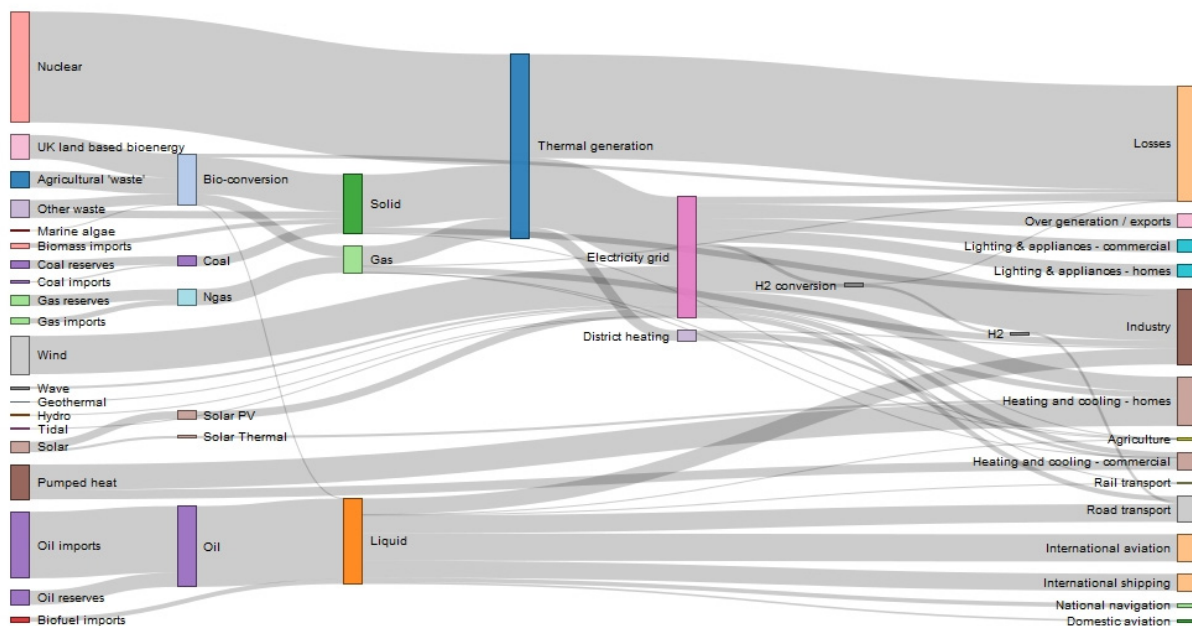 Nuclear
UK land based bioenergy
Agricultural 'waste'
Other waste
Marine algae
Biomass imports
Coal reserves
Coal imports
Gas reserves
Gas imports
Wind
Wave
Geothermal
Hydro
Tidal
Solar
Pumped heat
Oil imports
Oil reserves
Biofuel imports
Bio-conversion
Coal
Ngas
Solar PV
Solar Thermal
Oil
Solid
Gas
Liquid
Thermal generation
Electricity grid
District heating
H2 conversion
H2
Losses
Over generation / exports
Lighting & appliances - commercial
Lighting & appliances - homes
Industry
Heating and cooling - homes
Agriculture
Heating and cooling - commercial
Rail transport
Road transport
International aviation
International shipping
National navigation
Domestic aviation